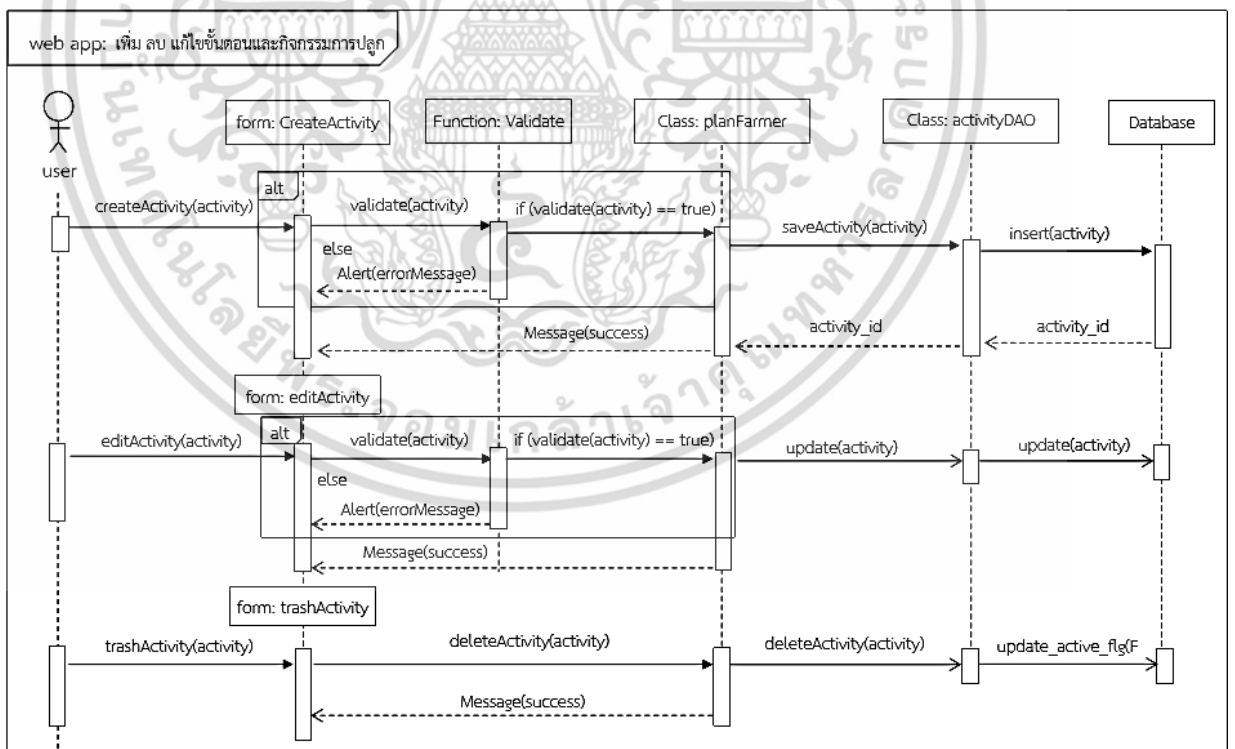 web app: เพิ่ม ลบ แก้ไขขั้นตอนและกิจกรรมการปลูก
user
form: CreateActivity
Function: Validate
Class: planFarmer
Class: activityDAO
Database
alt
createActivity(activity)
validate(activity)
if (validate(activity) == true)
saveActivity(activity)
insert(activity)
else
Alert(errorMessage)
Message(success)
activity_id
activity_id
form: editActivity
alt
editActivity(activity)
validate(activity)
if (validate(activity) == true)
update(activity)
update(activity)
else
Alert(errorMessage)
Message(success)
form: trashActivity
trashActivity(activity)
deleteActivity(activity)
deleteActivity(activity)
update_active_flg(F
Message(success)